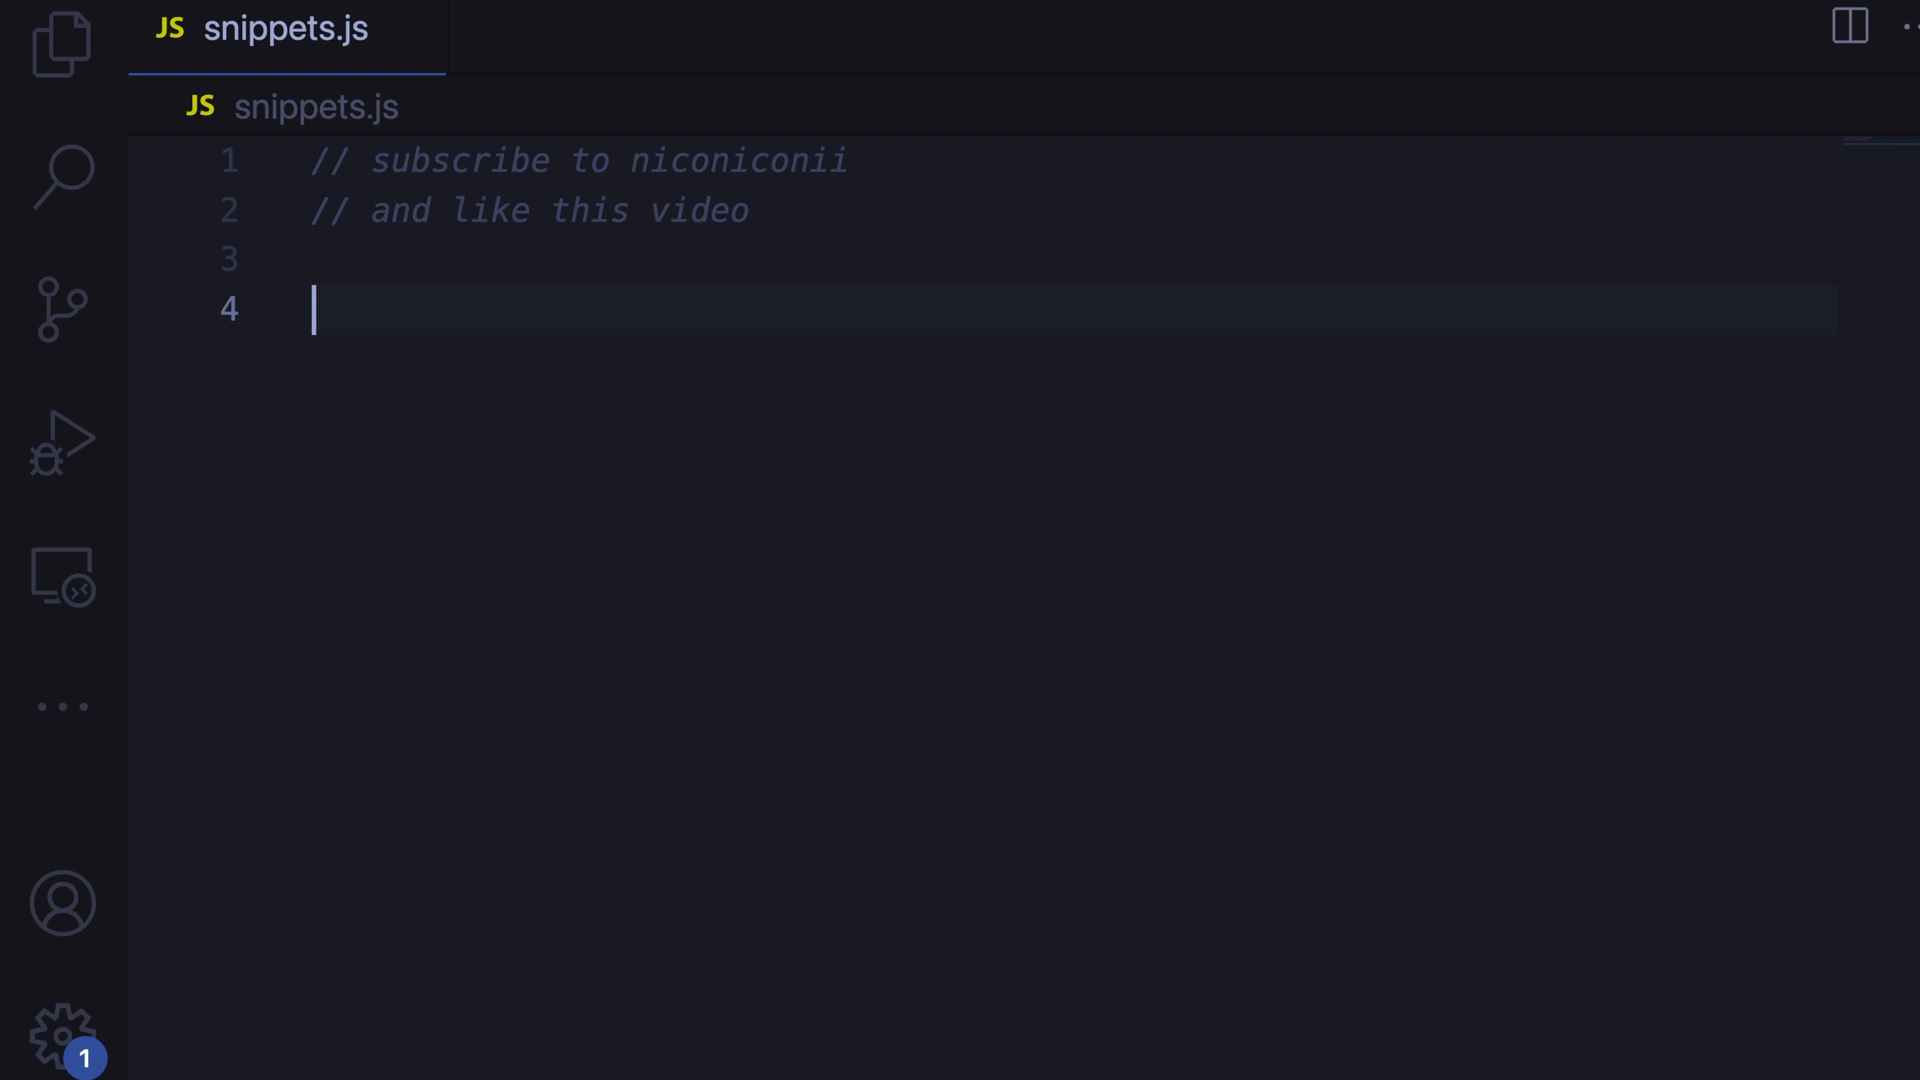 JS snippets.js
JS snippets.js
1 // subscribe to niconiconii
2 // and like this video
3
4
1